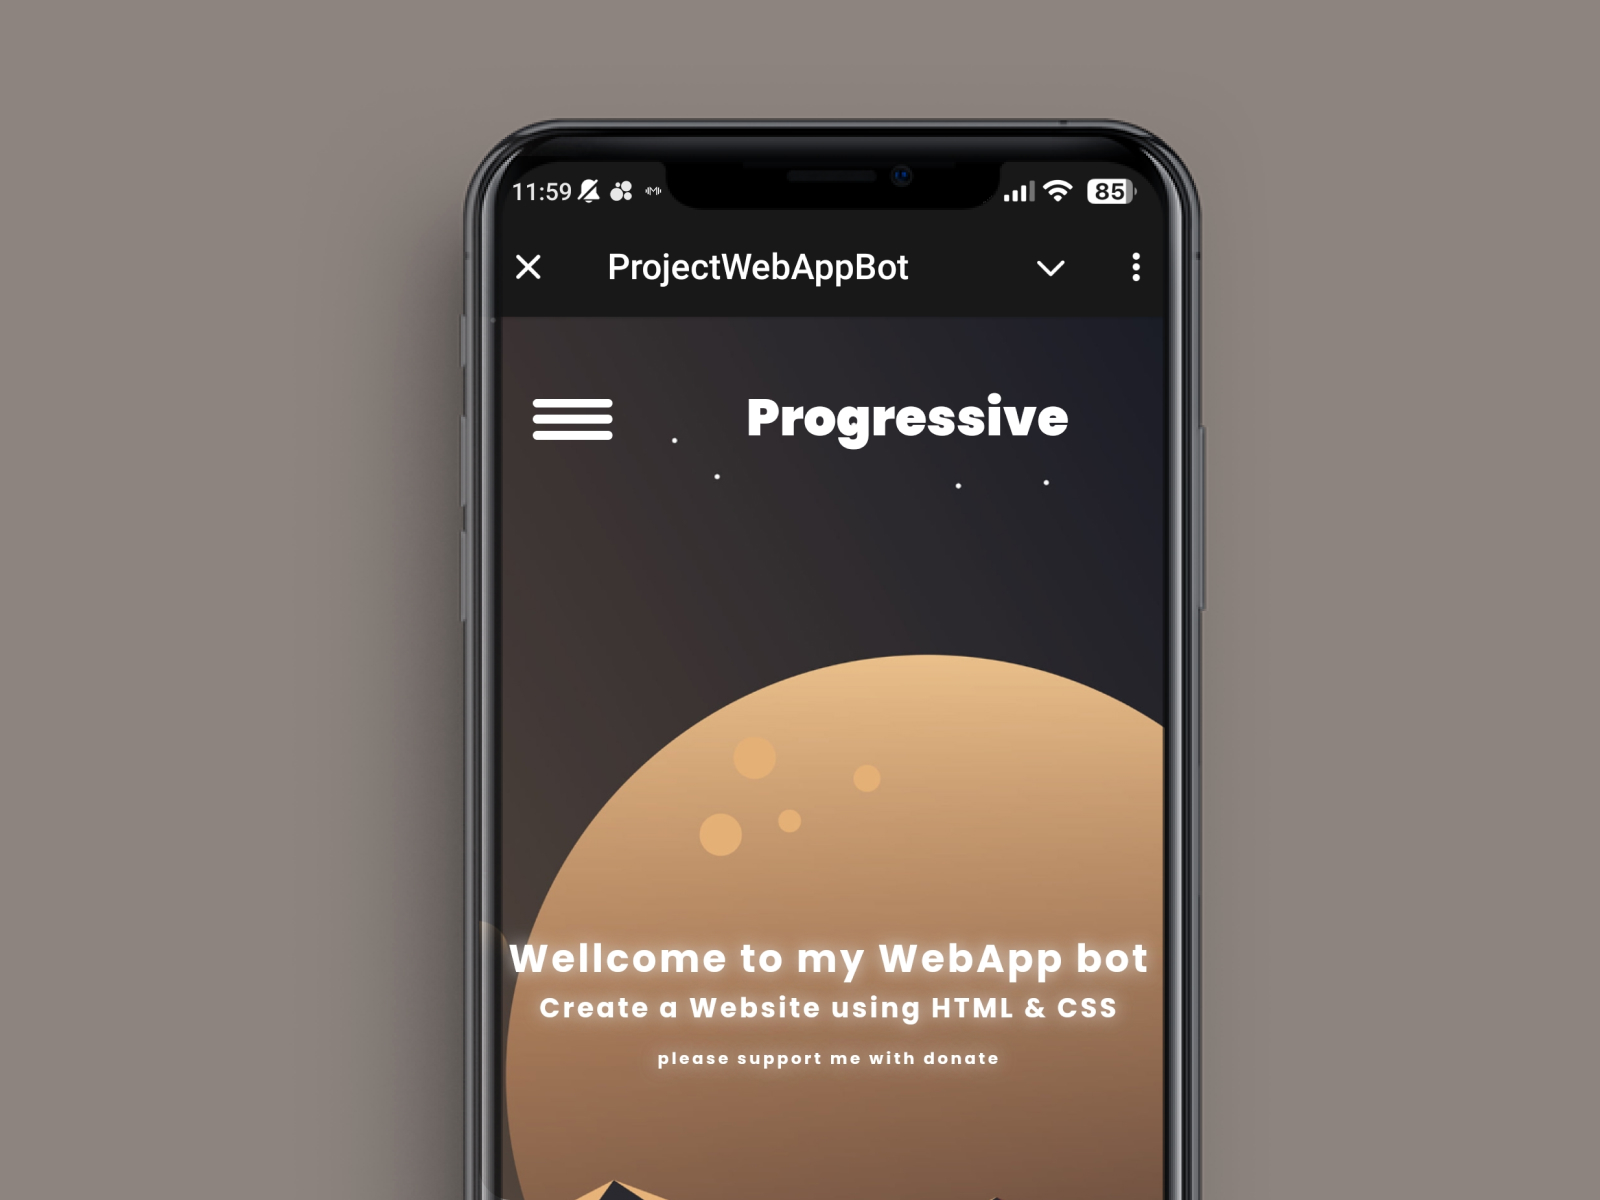 11:59
85
ProjectWebAppBot
Progressive
Wellcome to my WebApp bot
Create a Website using HTML & CSS
please support me with donate